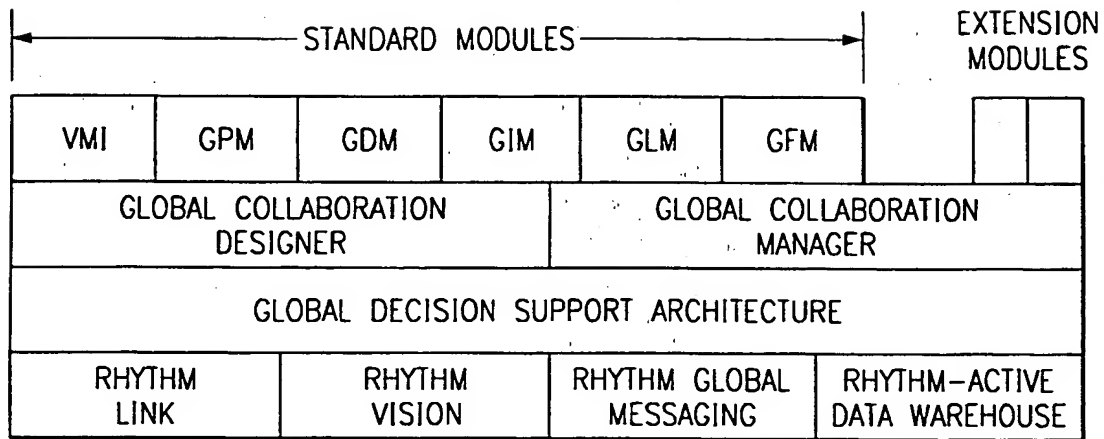 STANDARD MODULES
EXTENSION
MODULES
VMI GPM GDM GIM GLM GFM
GLOBAL COLLABORATION
DESIGNER
GLOBAL COLLABORATION
MANAGER
GLOBAL DECISION SUPPORT ARCHITECTURE
RHYTHM
LINK
RHYTHM
VISION
RHYTHM GLOBAL
MESSAGING
RHYTHM-ACTIVE
DATA WAREHOUSE